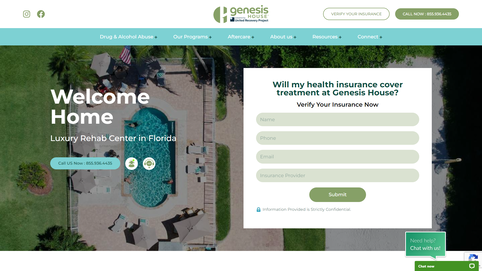 genesis
HOUSE
United Recovery Project
VERIFY YOUR INSURANCE
CALL NOW - 855.936.4435
Drug & Alcohol Abuse
Our Programs
Aftercare
About us
Resources
Connect
Welcome
Home
Luxury Rehab Center in Florida
Call US Now - 855.936.4435
Will my health insurance cover
treatment at Genesis House?
Verify Your Insurance Now
Name
Phone
Email
Insurance Provider
Submit
Information Provided is Strictly Confidential
Need help?
Chat with us!
Chat now!